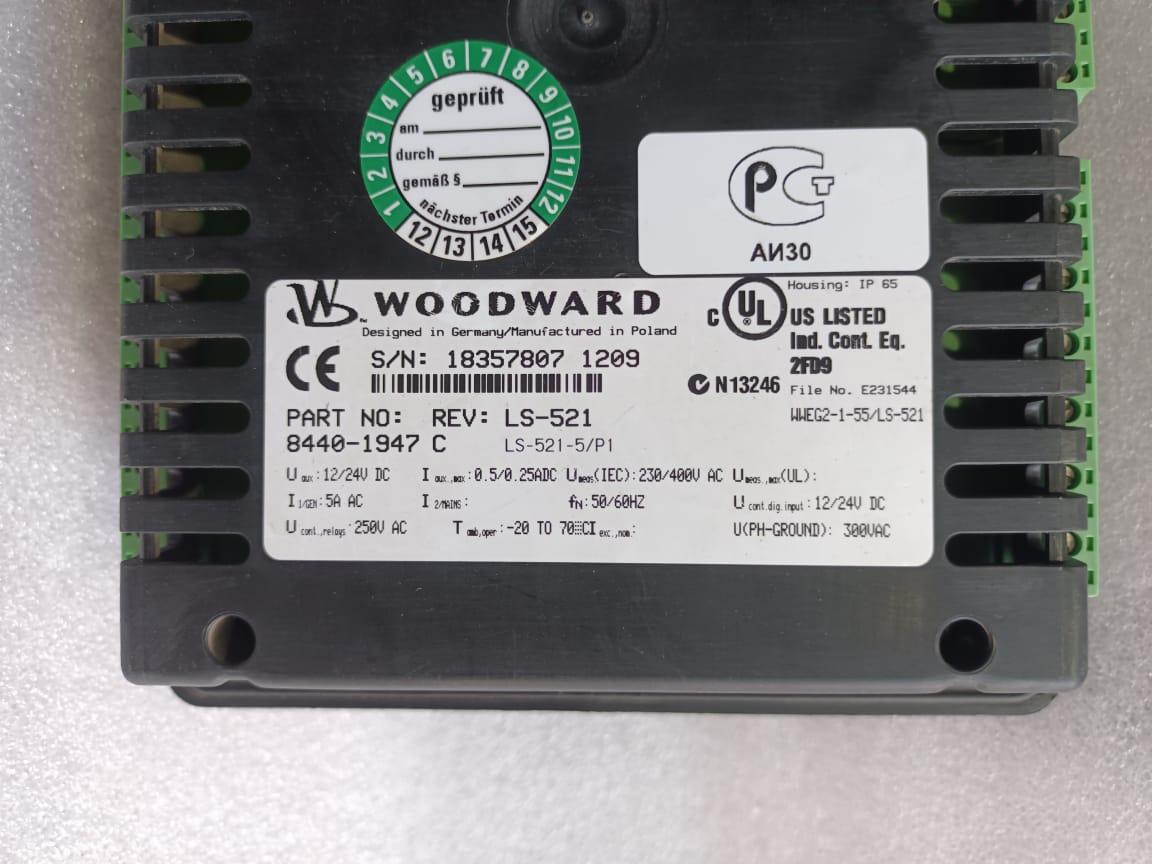 1 2 3 4 5 6 7 8 9 10 11 12
geprüft
am
durch
gemäß §
nächster Termin
12 13 14 15
РСТ
АИ30
WOODWARD
Designed in Germany/Manufactured in Poland
CE S/N: 18357807 1209
PART NO: REV: LS-521
8440-1947 C LS-521-5/P1
Housing: IP 65
C UL US LISTED
Ind. Cont. Eq.
2FD9
N13246 File No. E231544
WWEG2-1-55/LS-521
U aux: 12/24V DC I aux.,max: 0.5/0.25ADC U meas(IEC): 230/400V AC U meas.,max(UL):
I 1/GEN: 5A AC I 2/MAINS: fN: 50/60HZ U cont.dig.input: 12/24V DC
U cont.,relays 250V AC T amb,oper: -20 TO 70 CI exc.,nom.: U(PH-GROUND): 300VAC